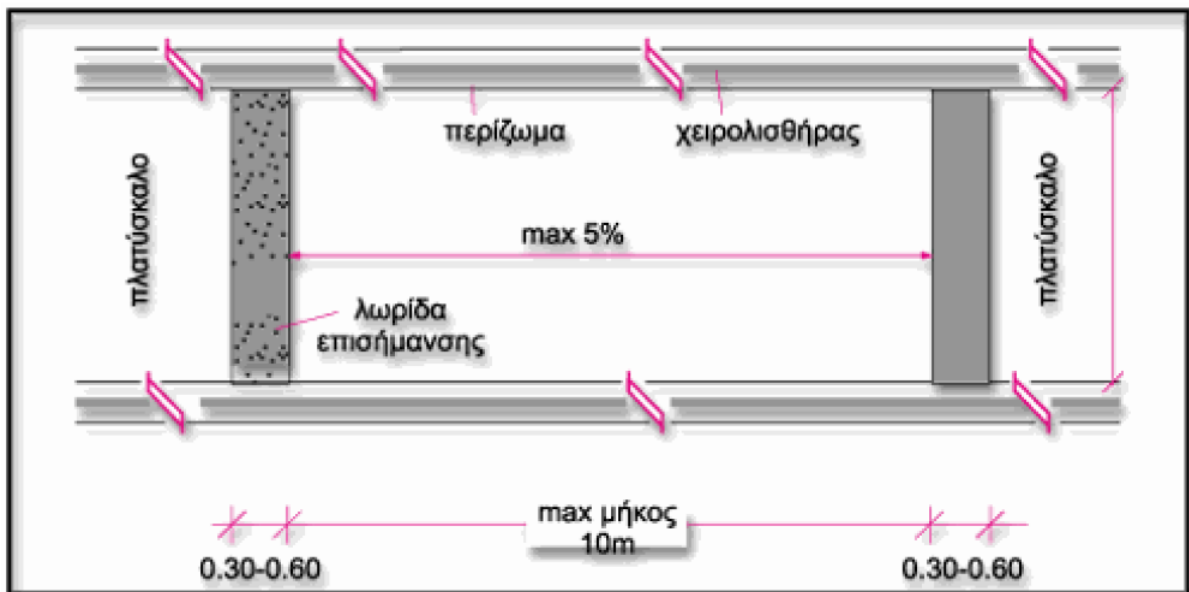 περίζωμα
χειρολισθήρας
πλατύσκαλο
πλατύσκαλο
max 5%
λωρίδα
επισήμανσης
max μήκος
10m
0.30-0.60
0.30-0.60